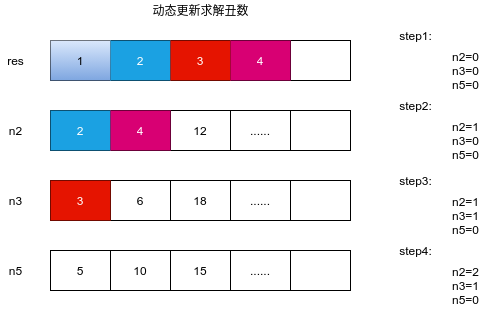 动态更新求解丑数
step1:
res 1 2 3 4
n2=0
n3=0
n5=0
step2:
n2 2 4 12 ......
n2=1
n3=0
n5=0
step3:
n3 3 6 18 ......
n2=1
n3=1
n5=0
step4:
n5 5 10 15 ......
n2=2
n3=1
n5=0